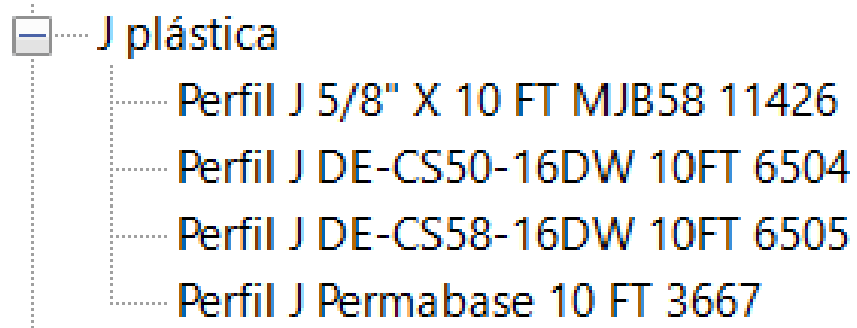 J plástica
Perfil J 5/8" X 10 FT MJB58 11426
Perfil J DE-CS50-16DW 10FT 6504
Perfil J DE-CS58-16DW 10FT 6505
Perfil J Permabase 10 FT 3667